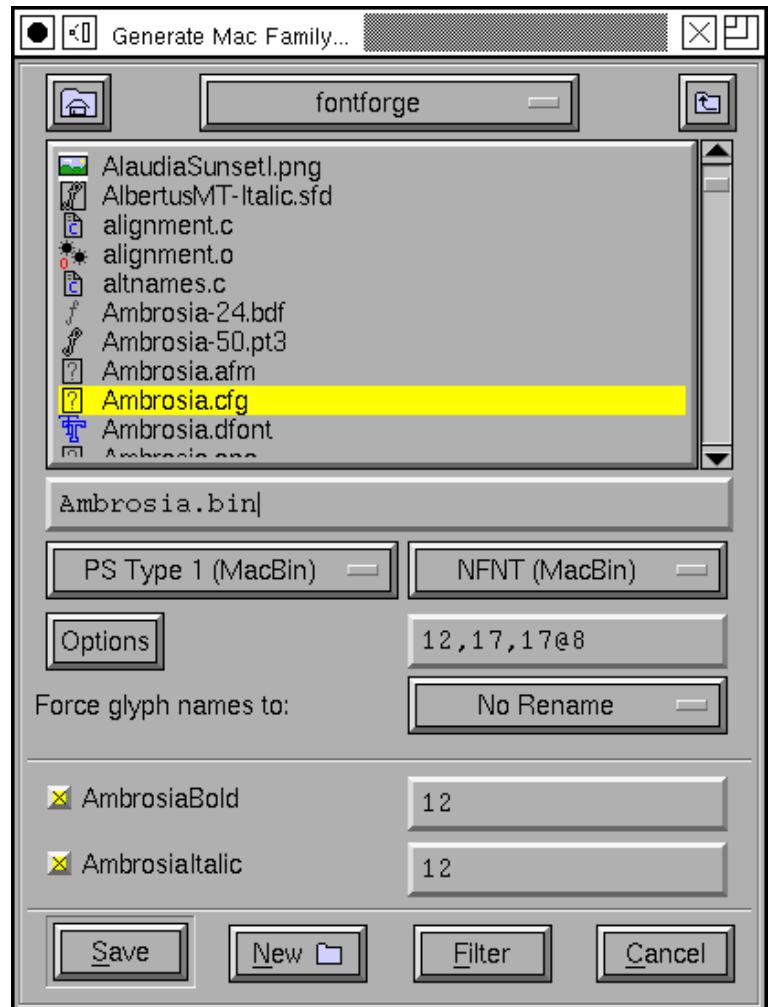 Generate Mac Family...
fontforge
AlaudiaSunsetI.png
AlbertusMT-Italic.sfd
alignment.c
alignment.o
altnames.c
Ambrosia-24.bdf
Ambrosia-50.pt3
Ambrosia.afm
Ambrosia.cfg
Ambrosia.dfont
Ambrosia.bin
PS Type 1 (MacBin) NFNT (MacBin)
Options 12,17,17@8
Force glyph names to: No Rename
AmbrosiaBold 12
AmbrosiaItalic 12
Save New Filter Cancel